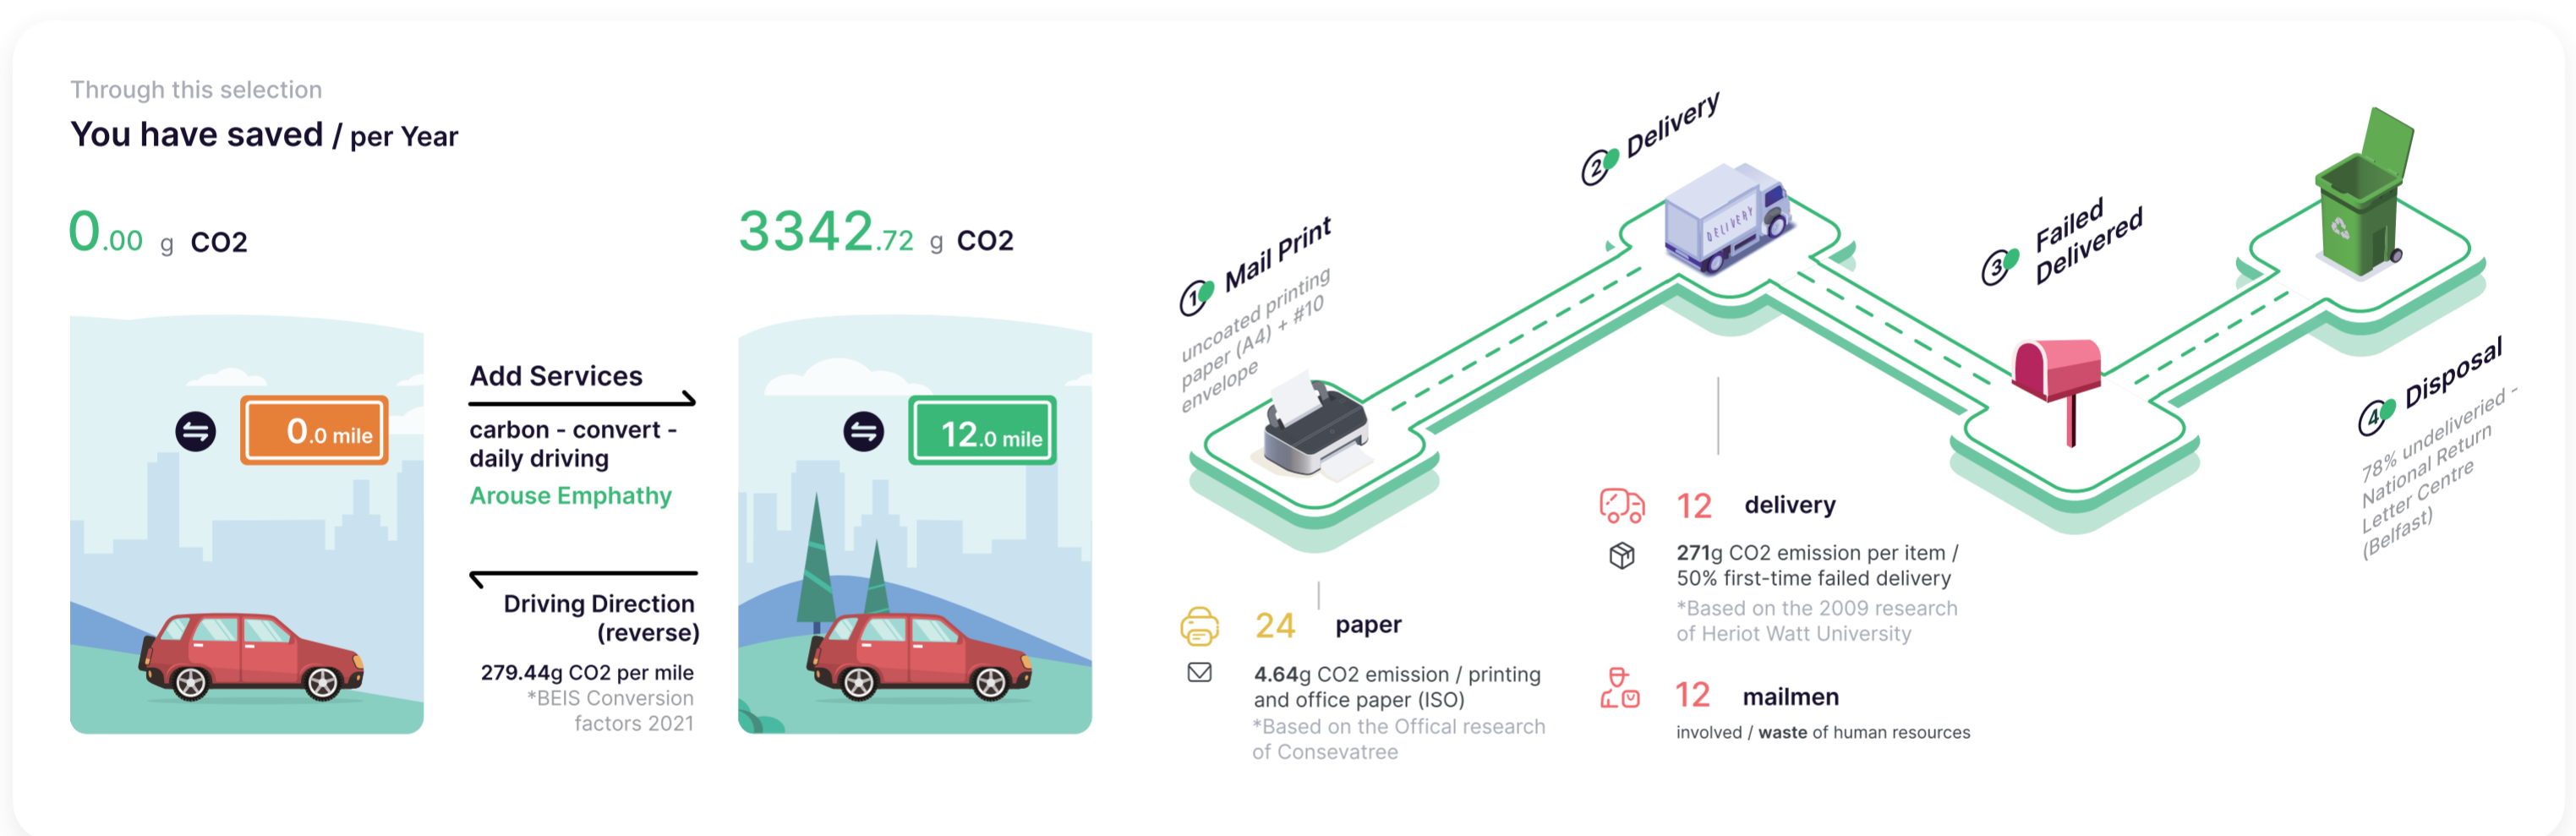 Through this selection
You have saved / per Year
0.00 g CO2
3342.72 g CO2
0.0 mile
Add Services
carbon - convert -
daily driving
Arouse Emphathy
Driving Direction
(reverse)
279.44g CO2 per mile
*BEIS Conversion
factors 2021
12.0 mile
1 Mail Print
uncoated printing
paper (A4) + #10
envelope
24 paper
4.64g CO2 emission / printing
and office paper (ISO)
*Based on the Offical research
of Consevatree
2 Delivery
DELIVERY
12 delivery
271g CO2 emission per item /
50% first-time failed delivery
*Based on the 2009 research
of Heriot Watt University
12 mailmen
involved / waste of human resources
3 Failed
Delivered
4 Disposal
78% undeliveried -
National Return
Letter Centre
(Belfast)